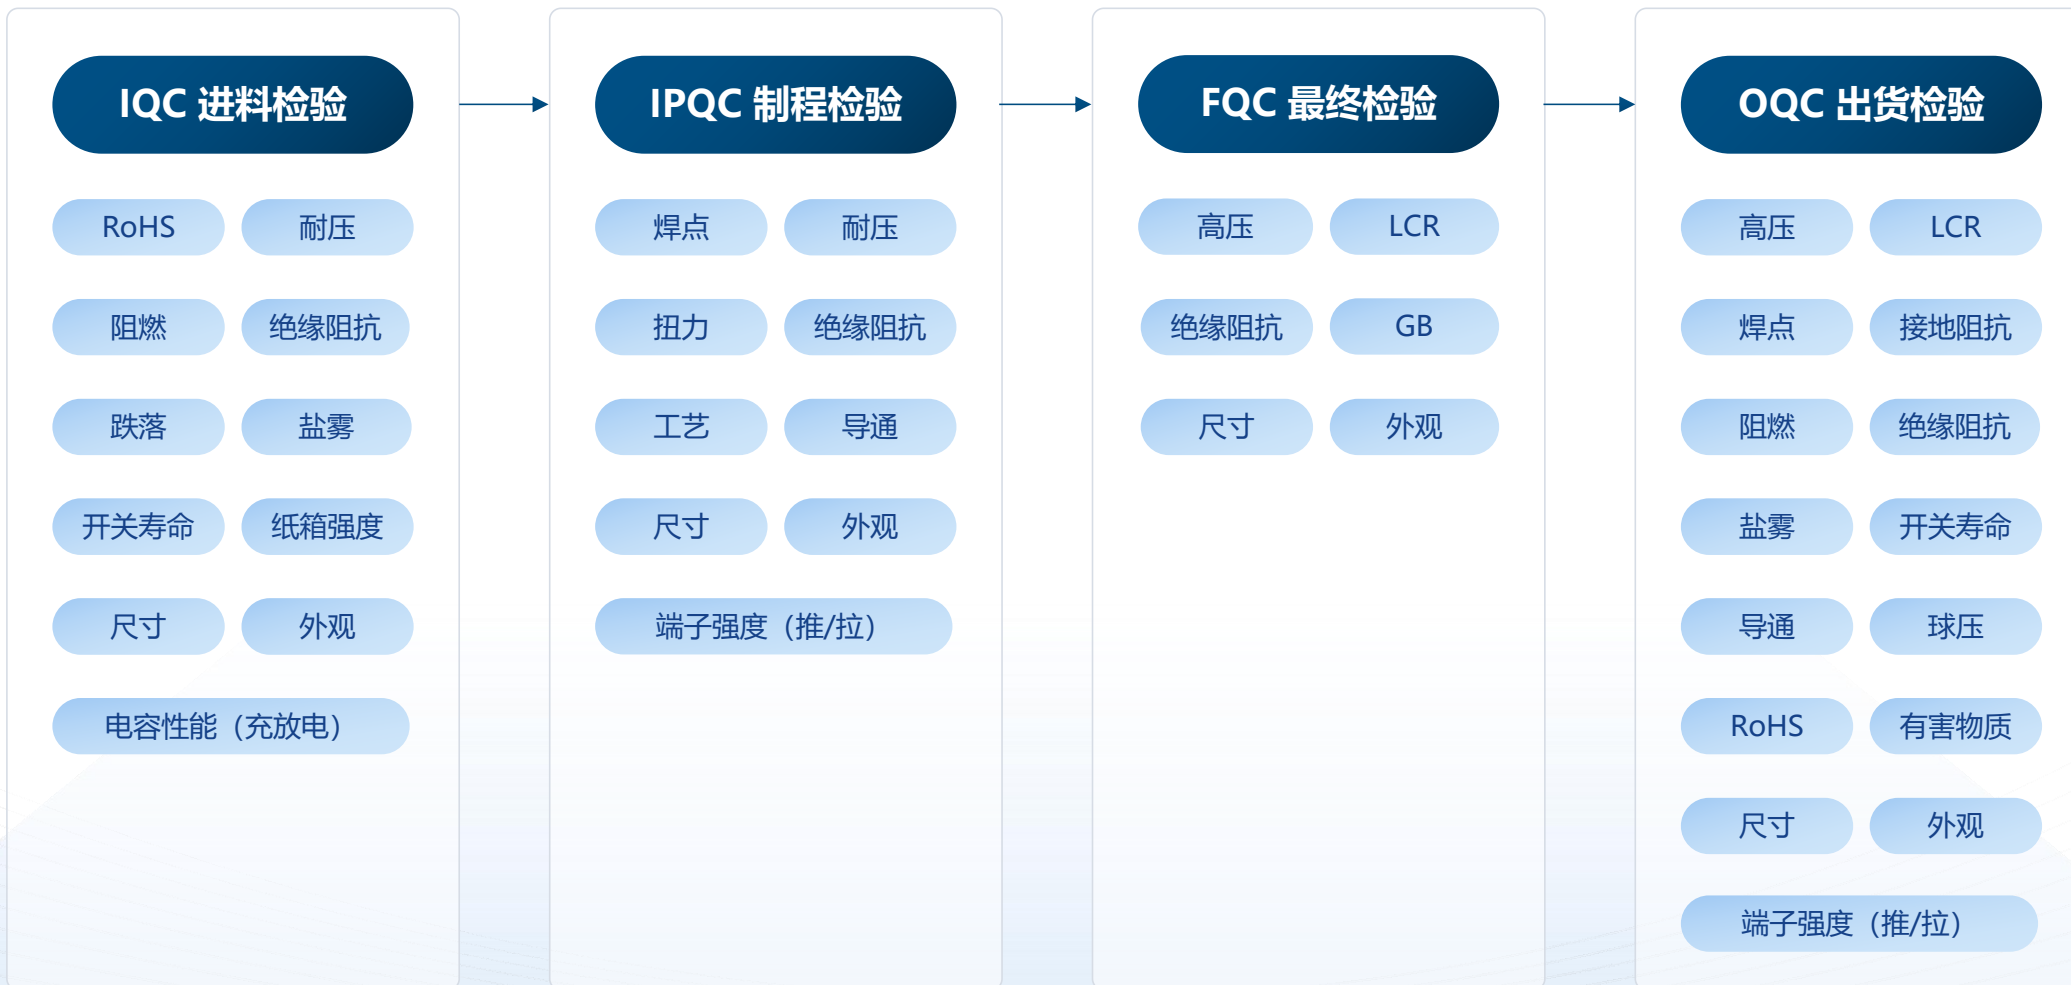 IQC 进料检验
RoHS
耐压
阻燃
绝缘阻抗
跌落
盐雾
开关寿命
纸箱强度
尺寸
外观
电容性能（充放电）
IPQC 制程检验
焊点
耐压
扭力
绝缘阻抗
工艺
导通
尺寸
外观
端子强度（推/拉）
FQC 最终检验
高压
LCR
绝缘阻抗
GB
尺寸
外观
OQC 出货检验
高压
LCR
焊点
接地阻抗
阻燃
绝缘阻抗
盐雾
开关寿命
导通
球压
RoHS
有害物质
尺寸
外观
端子强度（推/拉）